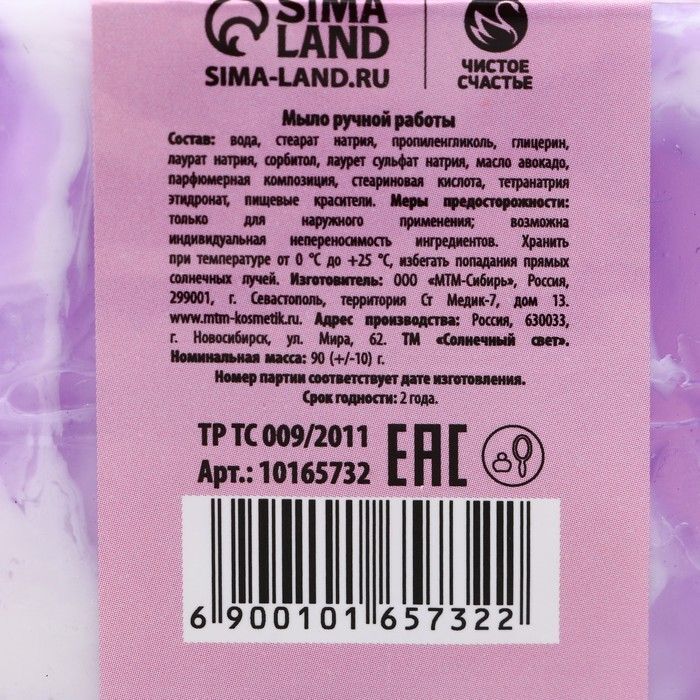 SIMA
LAND
SIMA-LAND.RU
ЧИСТОЕ
СЧАСТЬЕ
Мыло ручной работы
Состав: вода, стеарат натрия, пропиленгликоль, глицерин,
лаурат натрия, сорбитол, лаурет сульфат натрия, масло авокадо,
парфюмерная композиция, стеариновая кислота, тетранатрия
этидронат, пищевые красители. Меры предосторожности:
только для наружного применения; возможна
индивидуальная непереносимость ингредиентов. Хранить
при температуре от 0 °С до +25 °С, избегать попадания прямых
солнечных лучей. Изготовитель: ООО «МТМ-Сибирь», Россия,
299001, г. Севастополь, территория Ст Медик-7, дом 13.
www.mtm-kosmetik.ru. Адрес производства: Россия, 630033,
г. Новосибирск, ул. Мира, 62. ТМ «Солнечный свет».
Номинальная масса: 90 (+/-10) г.
Номер партии соответствует дате изготовления.
Срок годности: 2 года.
ТР ТС 009/2011
Арт.: 10165732
ЕАС
6 900101 657322